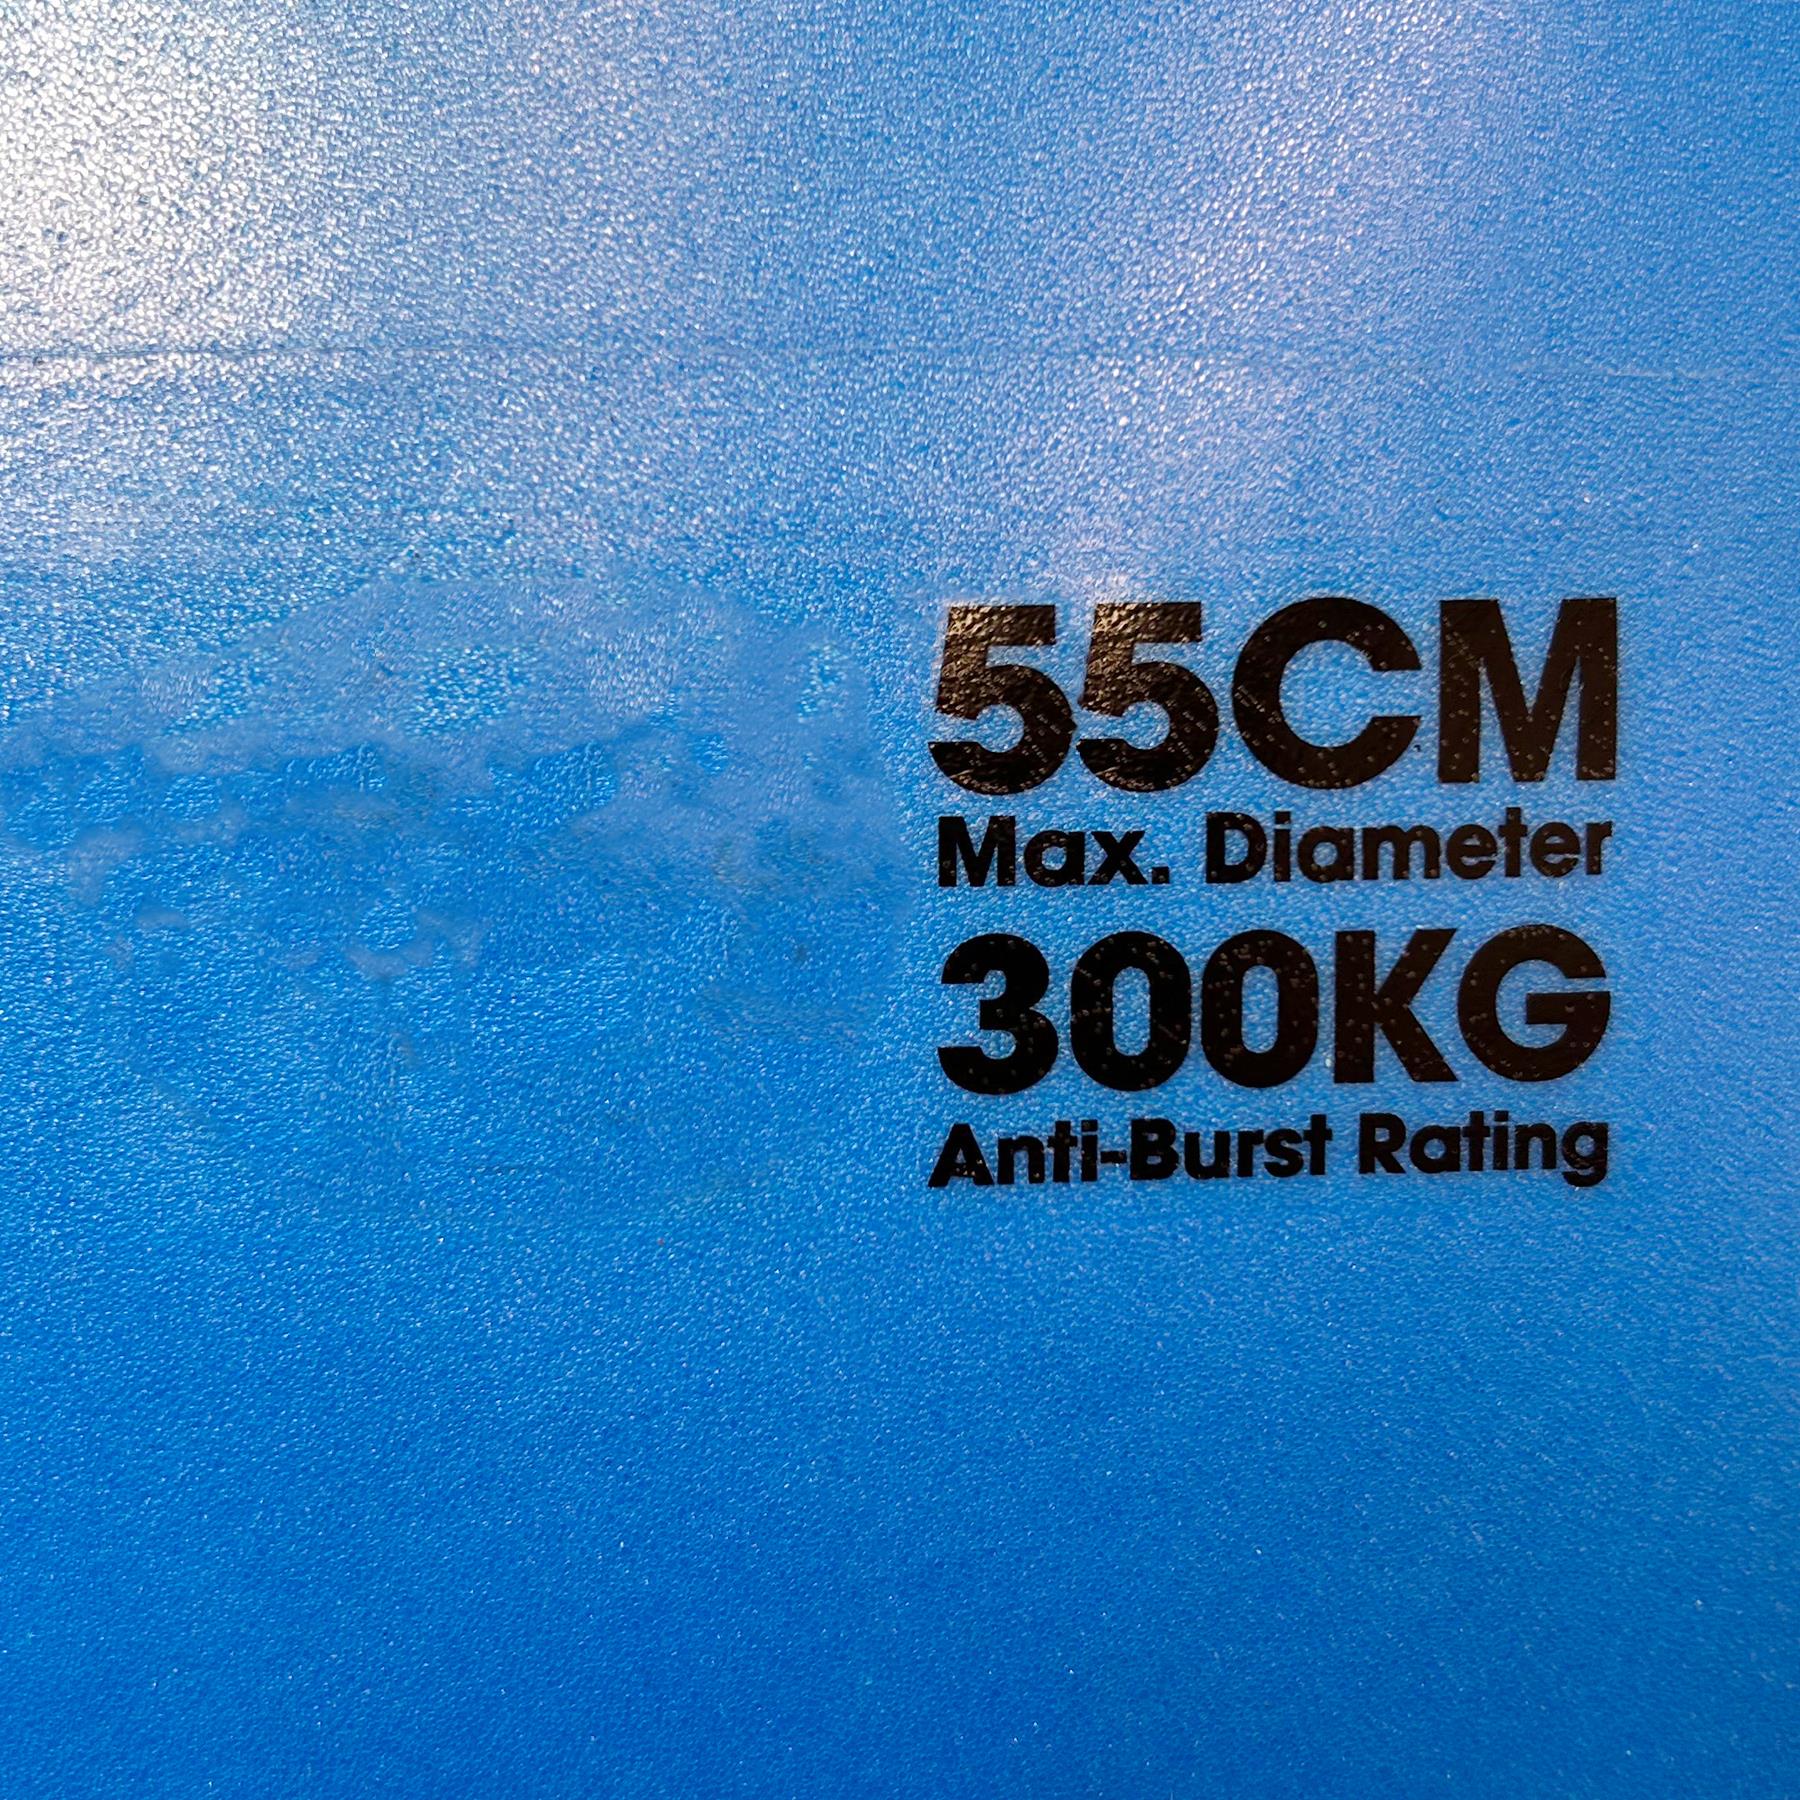 55CM
Max. Diameter
300KG
Anti-Burst Rating